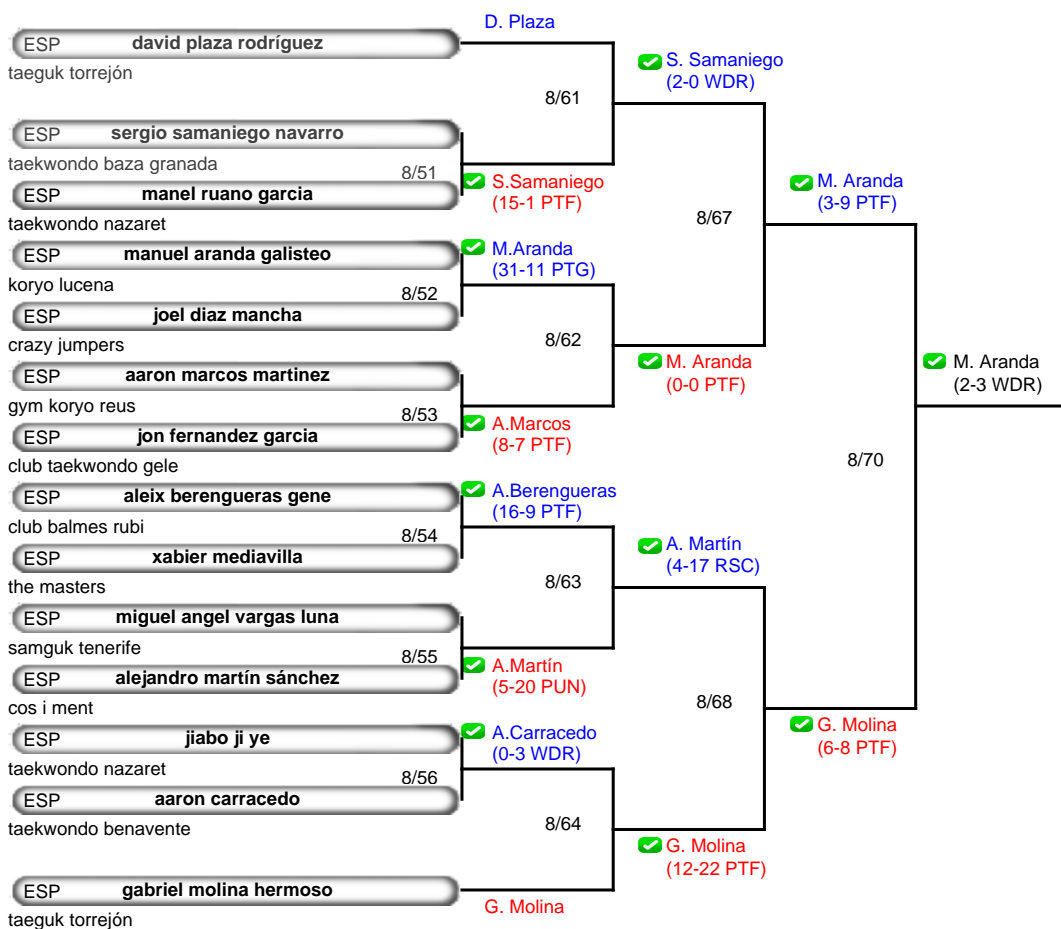 D. Plaza
ESP david plaza rodríguez
taeguk torrejón
S. Samaniego
(2-0 WDR)
8/61
ESP sergio samaniego navarro
taekwondo baza granada
8/51
S.Samaniego
(15-1 PTF)
ESP manel ruano garcia
taekwondo nazaret
M. Aranda
(3-9 PTF)
8/67
ESP manuel aranda galisteo
koryo lucena
M.Aranda
(31-11 PTG)
8/52
ESP joel diaz mancha
crazy jumpers
8/62
M. Aranda
(0-0 PTF)
M. Aranda
(2-3 WDR)
ESP aaron marcos martinez
gym koryo reus
8/53
A.Marcos
(8-7 PTF)
ESP jon fernandez garcia
club taekwondo gele
8/70
ESP aleix berengueras gene
club balmes rubi
A.Berengueras
(16-9 PTF)
8/54
ESP xabier mediavilla
the masters
A. Martín
(4-17 RSC)
8/63
ESP miguel angel vargas luna
samguk tenerife
8/55
A.Martín
(5-20 PUN)
ESP alejandro martín sánchez
cos i ment
8/68
G. Molina
(6-8 PTF)
ESP jiabo ji ye
taekwondo nazaret
A.Carracedo
(0-3 WDR)
8/56
ESP aaron carracedo
taekwondo benavente
8/64
G. Molina
(12-22 PTF)
ESP gabriel molina hermoso
taeguk torrejón
G. Molina